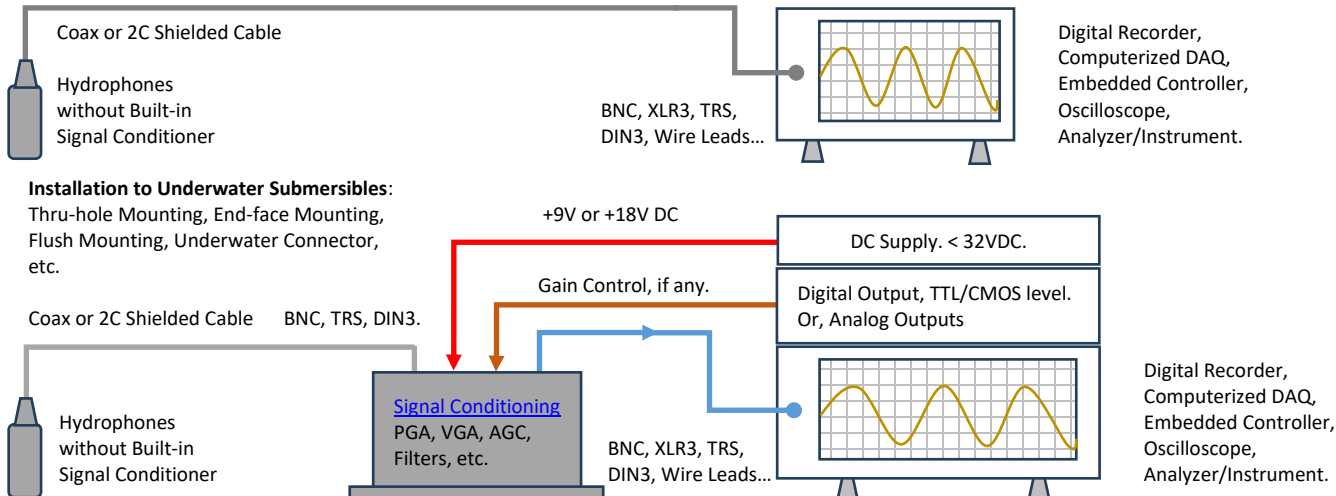 Coax or 2C Shielded Cable
Hydrophones
without Built-in
Signal Conditioner
BNC, XLR3, TRS,
DIN3, Wire Leads...
Digital Recorder,
Computerized DAQ,
Embedded Controller,
Oscilloscope,
Analyzer/Instrument.
Installation to Underwater Submersibles:
Thru-hole Mounting, End-face Mounting,
Flush Mounting, Underwater Connector,
etc.
+9V or +18V DC
DC Supply. < 32VDC.
Gain Control, if any.
Digital Output, TTL/CMOS level.
Or, Analog Outputs
Coax or 2C Shielded Cable
BNC, TRS, DIN3.
Hydrophones
without Built-in
Signal Conditioner
Signal Conditioning
PGA, VGA, AGC,
Filters, etc.
BNC, XLR3, TRS,
DIN3, Wire Leads...
Digital Recorder,
Computerized DAQ,
Embedded Controller,
Oscilloscope,
Analyzer/Instrument.